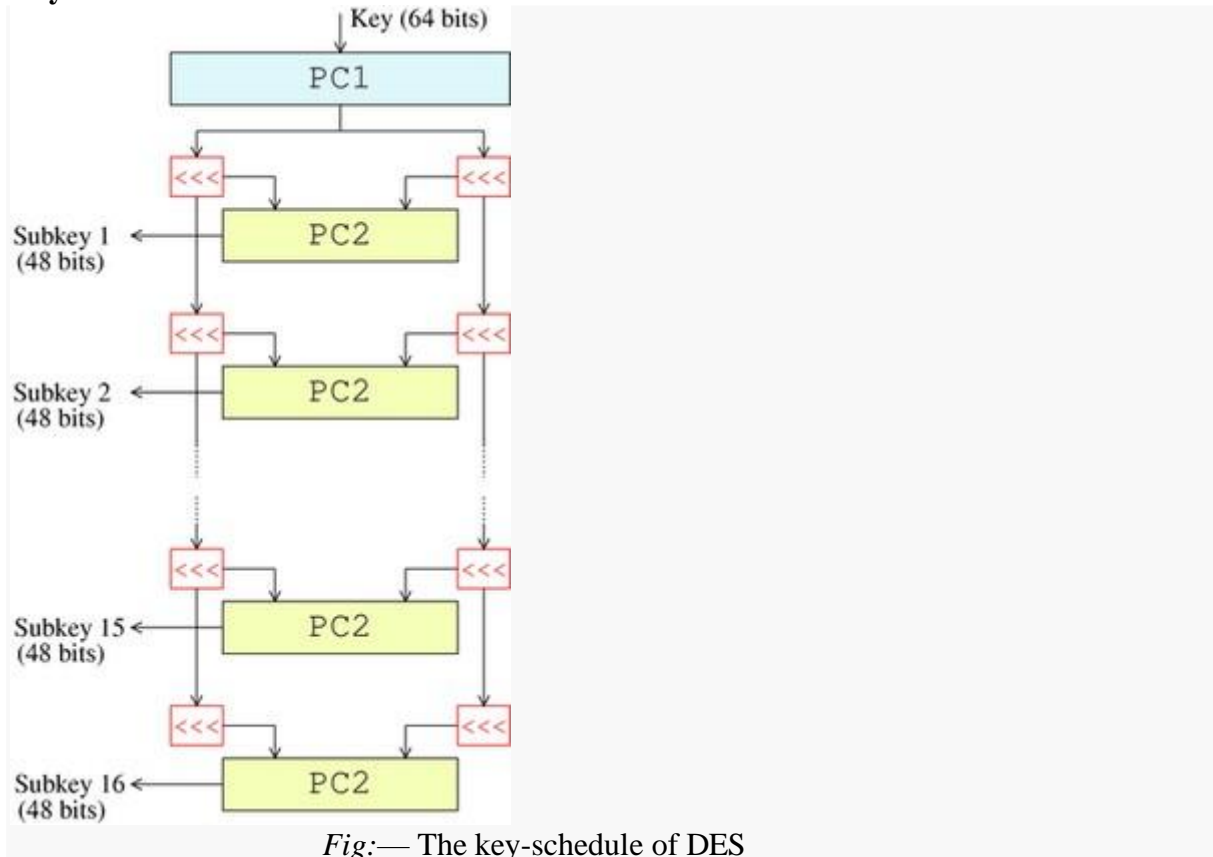 Key (64 bits)
PC1
<<< <<<
PC2
Subkey 1
(48 bits)
<<< <<<
PC2
Subkey 2
(48 bits)
<<< <<<
PC2
Subkey 15
(48 bits)
<<< <<<
PC2
Subkey 16
(48 bits)
Fig:— The key-schedule of DES